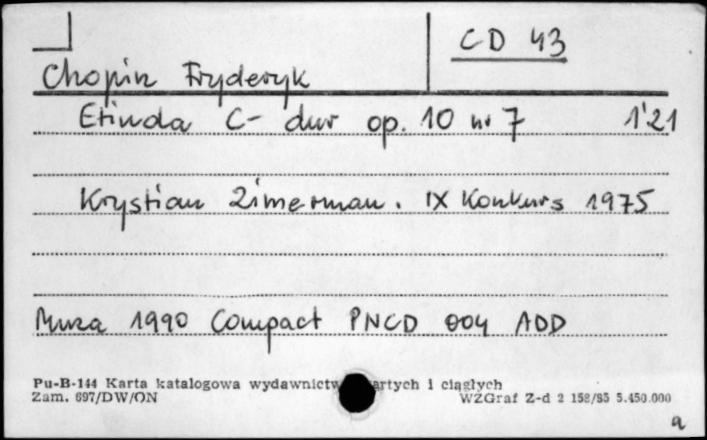 CD 43
Chopin Fryderyk
Etiuda C-dur op. 10 nr 7 1'21
Krystian Zimerman. IX Konkurs 1975
Muza 1990 Compact PNCD 004 ADD
Pu-B-144 Karta katalogowa wydawnictw artych i ciągłych
Zam. 697/DW/ON WZGraf Z-d 2 158/85 5.450.000
a